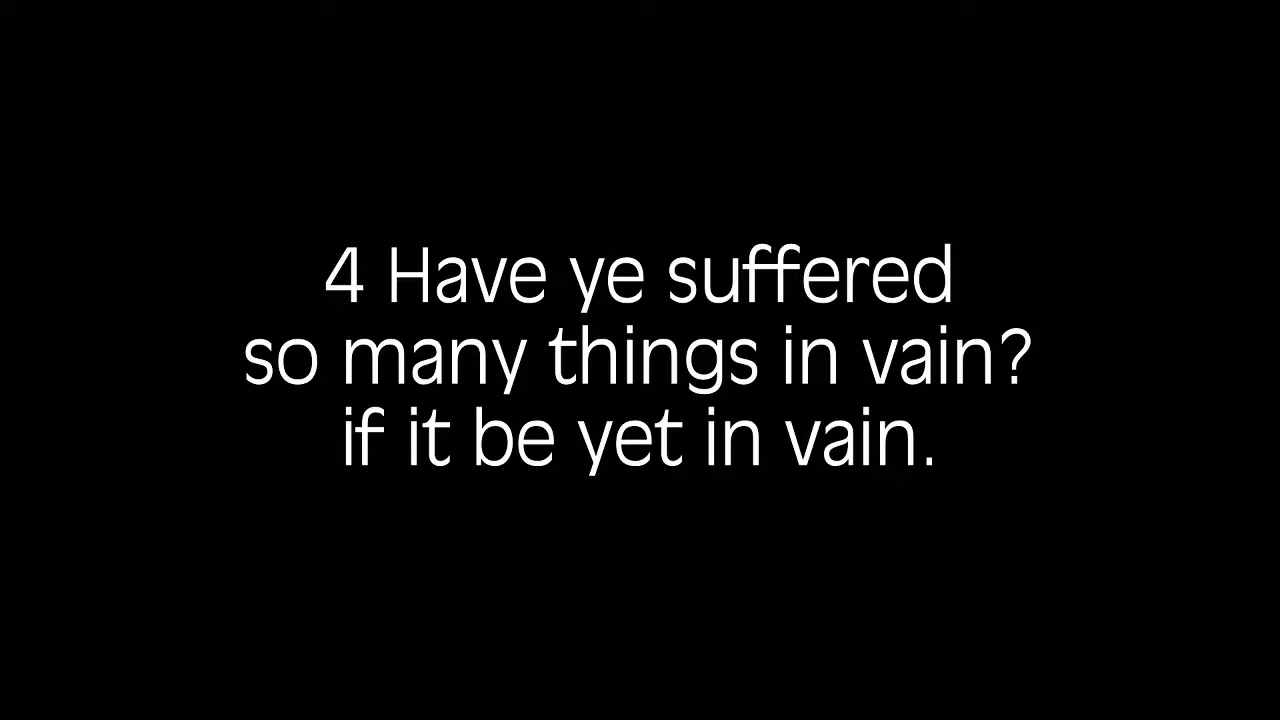 4 Have ye suffered
so many things in vain?
if it be yet in vain.